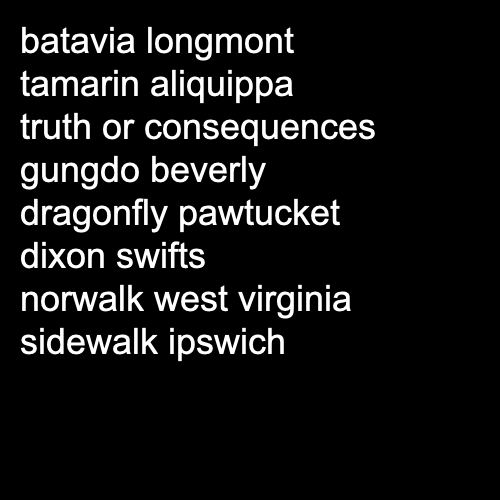 batavia longmont
tamarin aliquippa
truth or consequences
gungdo beverly
dragonfly pawtucket
dixon swifts
norwalk west virginia
sidewalk ipswich